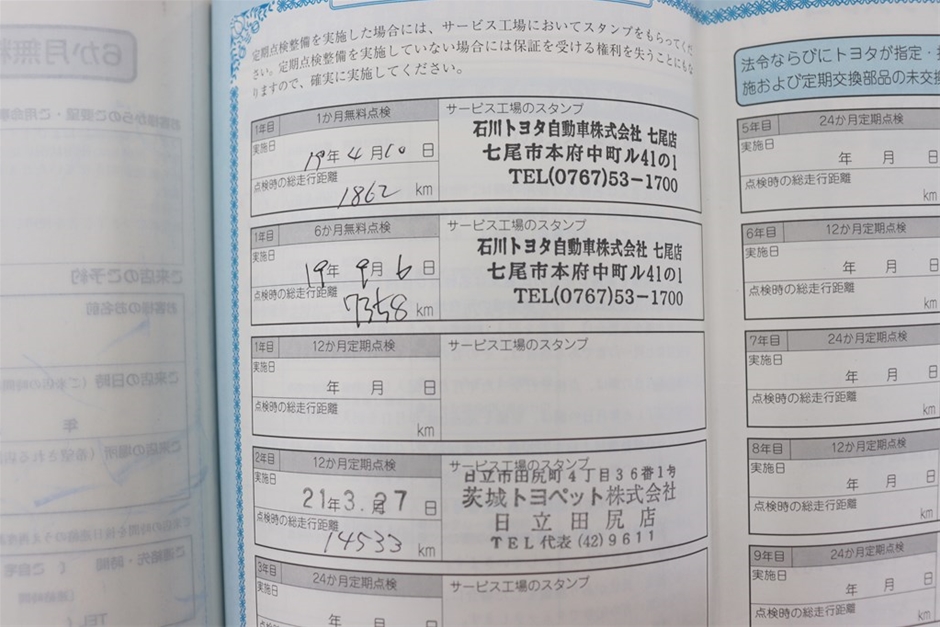 定期点検整備を実施した場合には、サービス工場においてスタンプをもらってくだ
さい。定期点検整備を実施していない場合には保証を受ける権利を失うことにもな
りますので、確実に実施してください。
1年目 1か月無料点検 サービス工場のスタンプ
実施日
19年4月10日
点検時の総走行距離
1862 km
石川トヨタ自動車株式会社 七尾店
七尾市本府中町ル41の1
TEL(0767)53-1700
1年目 6か月無料点検 サービス工場のスタンプ
実施日
19年9月6日
点検時の総走行距離
7358 km
石川トヨタ自動車株式会社 七尾店
七尾市本府中町ル41の1
TEL(0767)53-1700
1年目 12か月定期点検 サービス工場のスタンプ
実施日
年 月 日
点検時の総走行距離
km
2年目 12か月定期点検 サービス工場のスタンプ
実施日
21年3.月27日
点検時の総走行距離
14533 km
日立市田尻町4丁目36番1号
茨城トヨペット株式会社
日立田尻店
TEL代表(42)9611
3年目 24か月定期点検 サービス工場のスタンプ
実施日
年 月 日
法令ならびにトヨタが指定・
施および定期交換部品の未交換
5年目 24か月定期点検
実施日
年 月 日
点検時の総走行距離
km
6年目 12か月定期点検
実施日
年 月 日
点検時の総走行距離
km
7年目 24か月定期点検
実施日
年 月 日
点検時の総走行距離
km
8年目 12か月定期点検
実施日
年 月 日
点検時の総走行距離
km
9年目 24か月定期点検
実施日
年 月 日
点検時の総走行距離
km